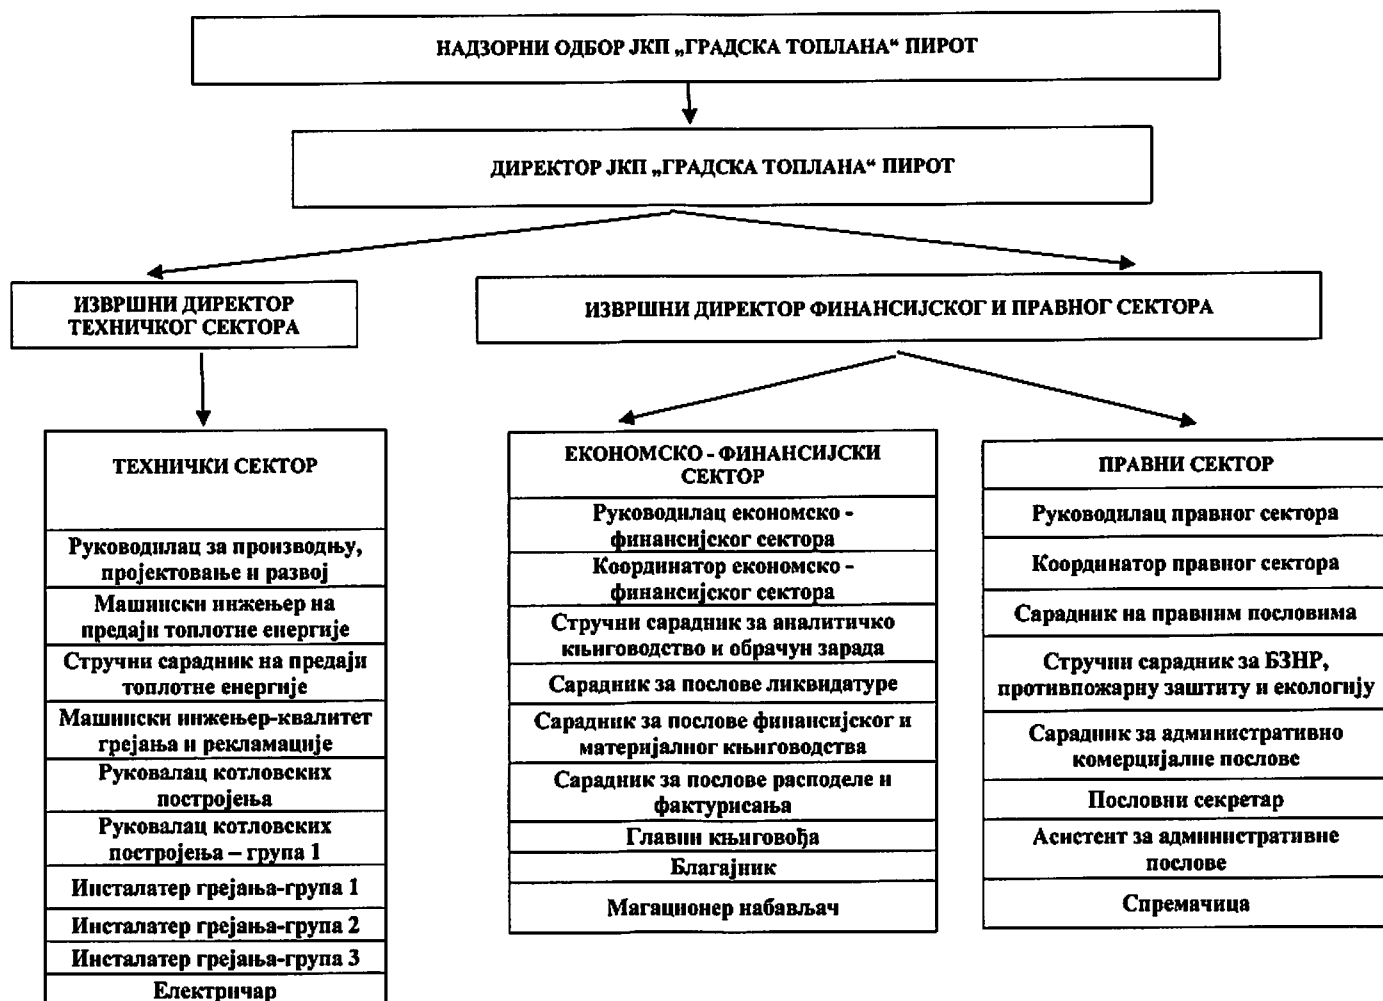 НАДЗОРНИ ОДБОР ЈКП „ГРАДСКА ТОПЛАНА“ ПИРОТ
ДИРЕКТОР ЈКП „ГРАДСКА ТОПЛАНА“ ПИРОТ
ИЗВРШНИ ДИРЕКТОР
ТЕХНИЧКОГ СЕКТОРА
ИЗВРШНИ ДИРЕКТОР ФИНАНСИЈСКОГ И ПРАВНОГ СЕКТОРА
ТЕХНИЧКИ СЕКТОР
Руководилац за производњу,
пројектовање и развој
Машински инжењер на
предаји топлотне енергије
Стручни сарадник на предаји
топлотне енергије
Машински инжењер-квалитет
грејања и рекламације
Руковалац котловских
постројења
Руковалац котловских
постројења – група 1
Инсталатер грејања-група 1
Инсталатер грејања-група 2
Инсталатер грејања-група 3
Електричар
ЕКОНОМСКО - ФИНАНСИЈСКИ
СЕКТОР
Руководилац економско -
финансијског сектора
Координатор економско -
финансијског сектора
Стручни сарадник за аналитичко
књиговодство и обрачун зарада
Сарадник за послове ликвидатуре
Сарадник за послове финансијског и
материјалног књиговодства
Сарадник за послове расподеле и
фактурисања
Главни књиговођа
Благајник
Магационер набављач
ПРАВНИ СЕКТОР
Руководилац правног сектора
Координатор правног сектора
Сарадник на правним пословима
Стручни сарадник за БЗНР,
противпожарну заштиту и екологију
Сарадник за административно
комерцијалне послове
Пословни секретар
Асистент за административне
послове
Спремачица